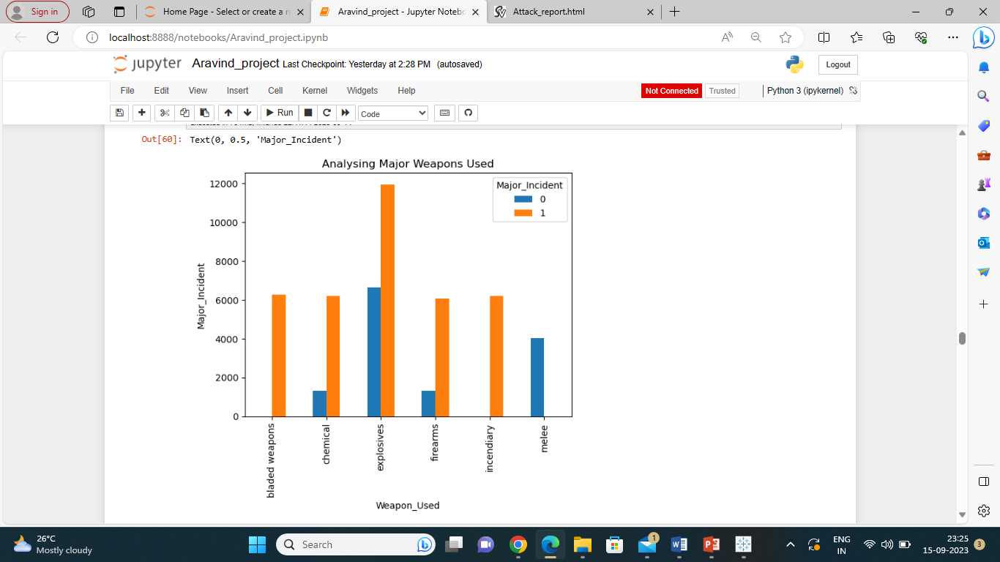 Sign in
Home Page - Select or create a n
Aravind_project - Jupyter Notebo
Attack_report.html
localhost:8888/notebooks/Aravind_project.ipynb
jupyter Aravind_project Last Checkpoint: Yesterday at 2:28 PM (autosaved)
Logout
File Edit View Insert Cell Kernel Widgets Help
Not Connected Trusted Python 3 (ipykernel)
Run Code
Out[60]: Text(0, 0.5, 'Major_Incident')
Analysing Major Weapons Used
Major_Incident
0
1
12000
10000
8000
6000
4000
2000
0
Major_Incident
bladed weapons
chemical
explosives
firearms
incendiary
melee
Weapon_Used
26°C
Mostly cloudy
Search
1
ENG
IN
23:25
15-09-2023
3